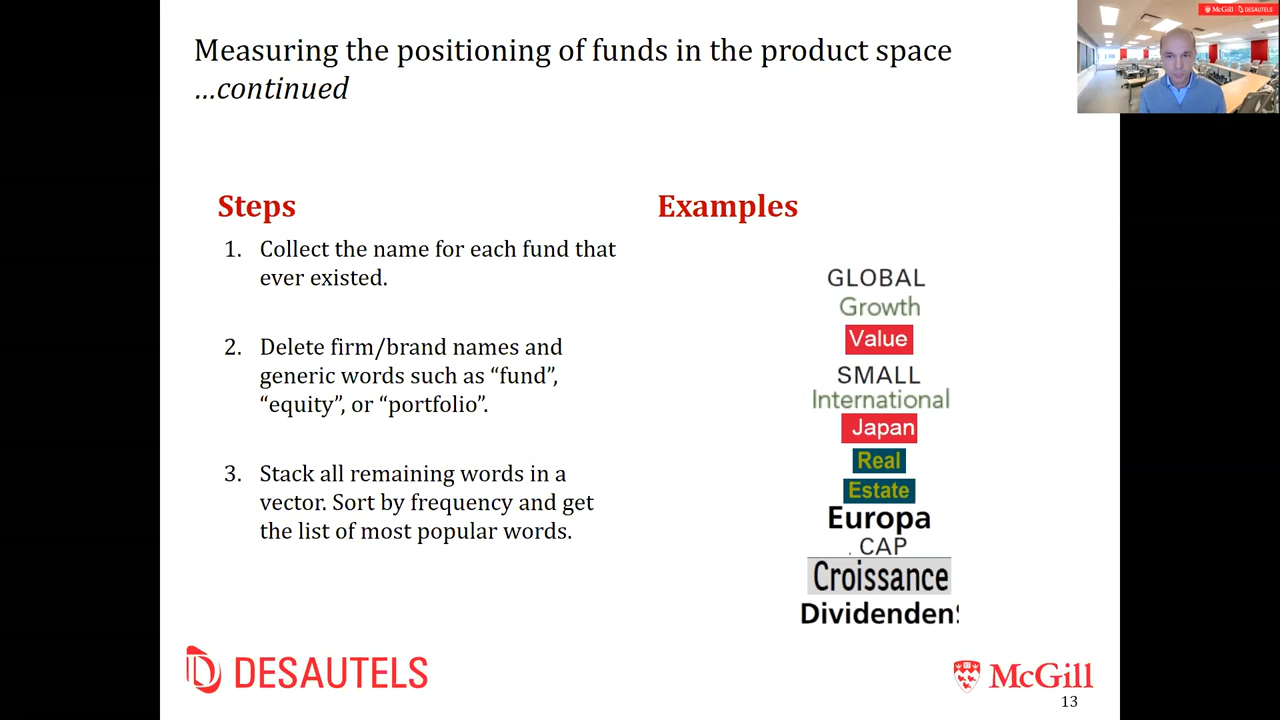 Measuring the positioning of funds in the product space
…continued
McGill DESAUTELS
Steps
1. Collect the name for each fund that
ever existed.
2. Delete firm/brand names and
generic words such as “fund”,
“equity”, or “portfolio”.
3. Stack all remaining words in a
vector. Sort by frequency and get
the list of most popular words.
Examples
GLOBAL
Growth
Value
SMALL
International
Japan
Real
Estate
Europa
. CAP
Croissance
Dividenden
DESAUTELS
McGill
13